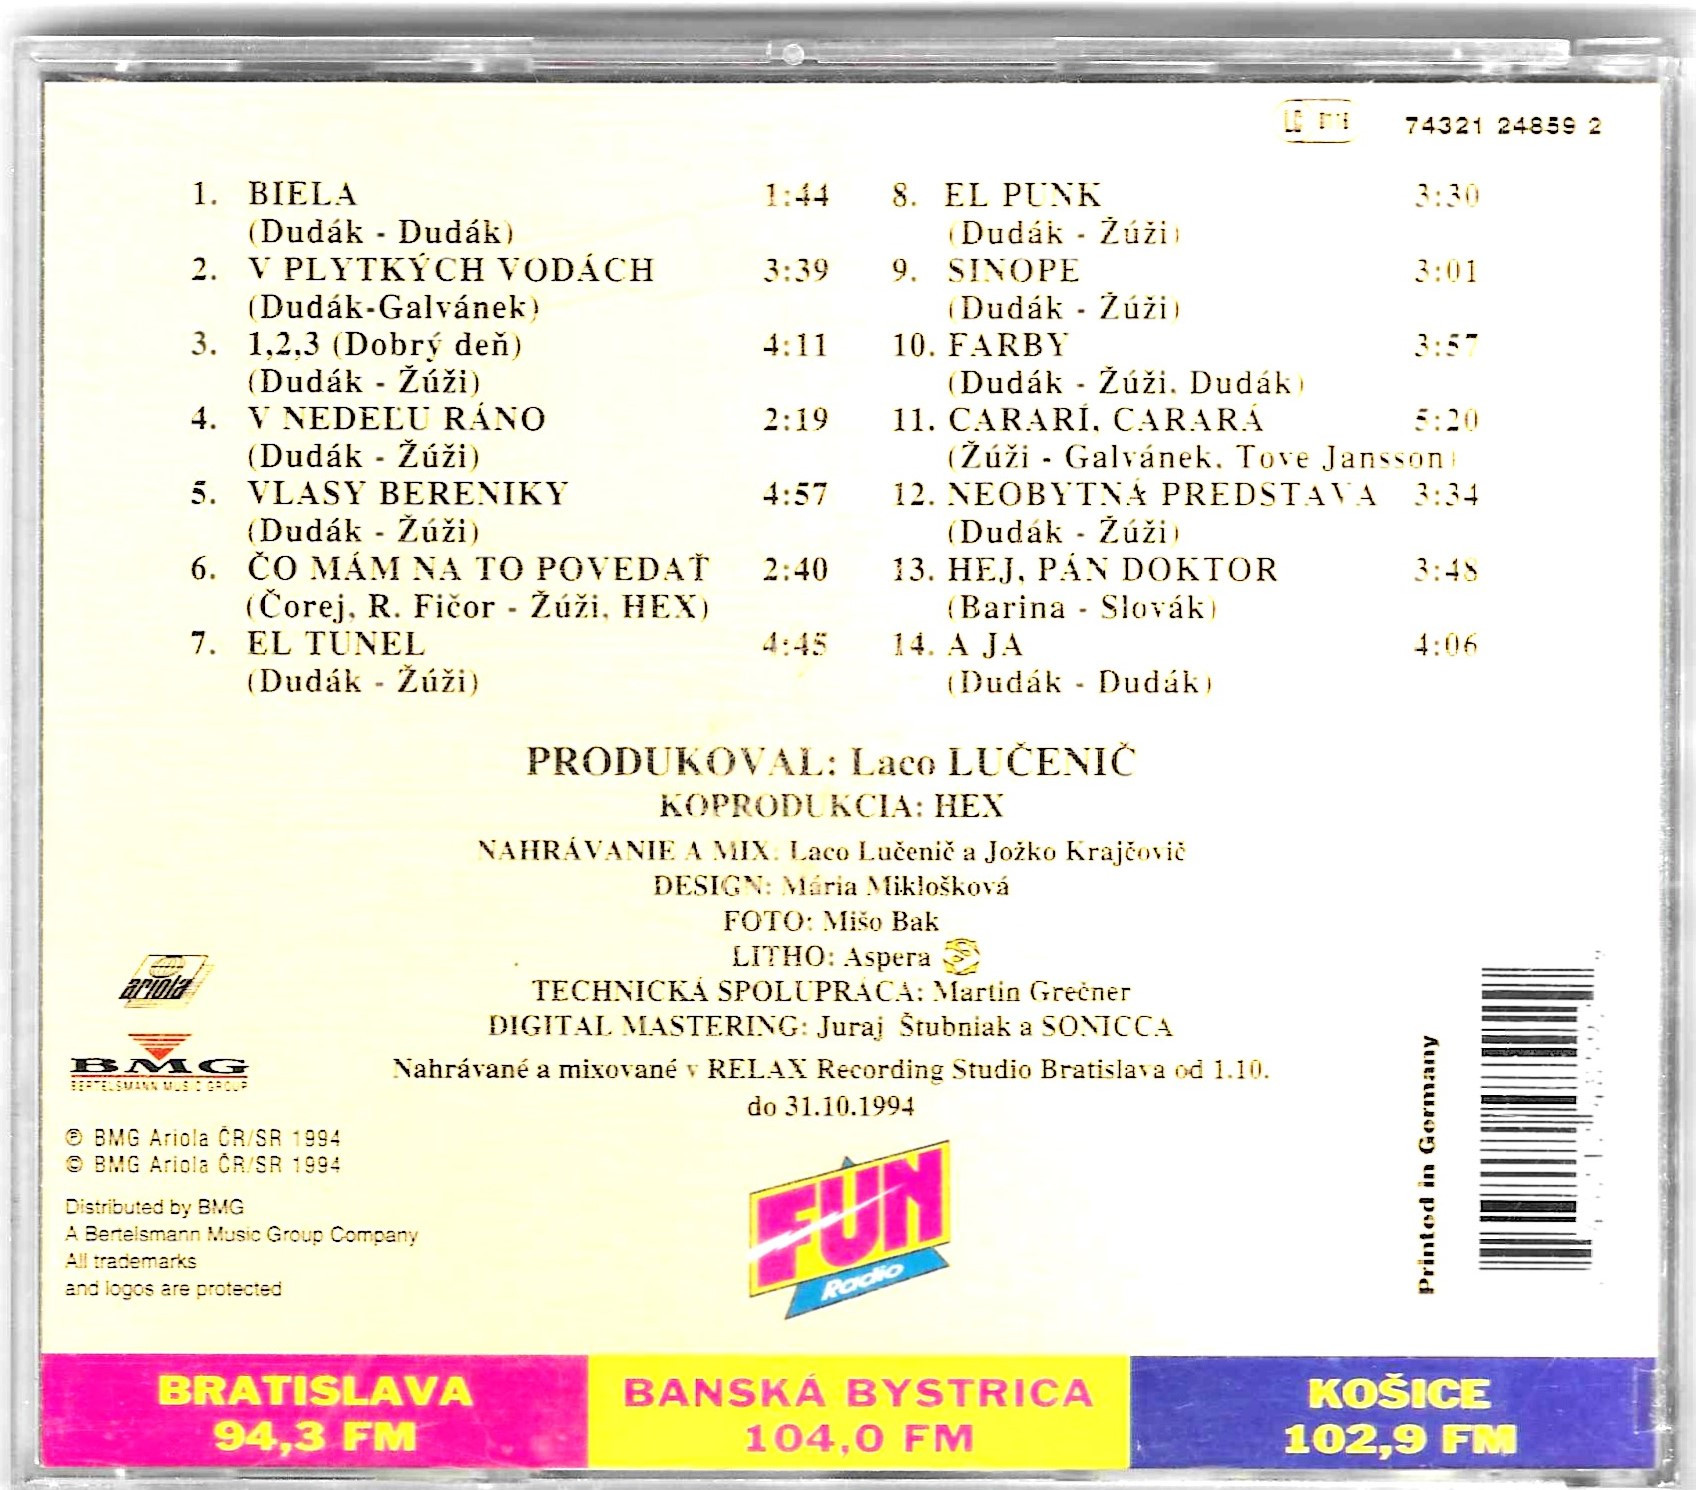 74321 24859 2
1. BIELA 1:44
(Dudák - Dudák)
2. V PLYTKÝCH VODÁCH 3:39
(Dudák-Galvánek)
3. 1,2,3 (Dobrý deň) 4:11
(Dudák - Žúži)
4. V NEDEĽU RÁNO 2:19
(Dudák - Žúži)
5. VLASY BERENIKY 4:57
(Dudák - Žúži)
6. ČO MÁM NA TO POVEDAŤ 2:40
(Čorej, R. Fičor - Žúži, HEX)
7. EL TUNEL 4:45
(Dudák - Žúži)
8. EL PUNK 3:30
(Dudák - Žúži)
9. SINOPE 3:01
(Dudák - Žúži)
10. FARBY 3:57
(Dudák - Žúži, Dudák)
11. CARARÍ, CARARÁ 5:20
(Žúži - Galvánek, Tove Jansson)
12. NEOBYTNÁ PREDSTAVA 3:34
(Dudák - Žúži)
13. HEJ, PÁN DOKTOR 3:48
(Barina - Slovák)
14. A JA 4:06
(Dudák - Dudák)
PRODUKOVAL: Laco LUČENIČ
KOPRODUKCIA: HEX
NAHRÁVANIE A MIX: Laco Lučenič a Jožko Krajčovič
DESIGN: Mária Miklošková
FOTO: Mišo Bak
LITHO: Aspera
TECHNICKÁ SPOLUPRÁCA: Martin Grečner
DIGITAL MASTERING: Juraj Štubniak a SONICCA
Nahrávané a mixované v RELAX Recording Studio Bratislava od 1.10.
do 31.10.1994
ariola
BMG
BERTELSMANN MUSIC GROUP
℗ BMG Ariola ČR/SR 1994
© BMG Ariola ČR/SR 1994
Distributed by BMG
A Bertelsmann Music Group Company
All trademarks
and logos are protected
FUN
Radio
Printed in Germany
BRATISLAVA
94,3 FM
BANSKÁ BYSTRICA
104,0 FM
KOŠICE
102,9 FM